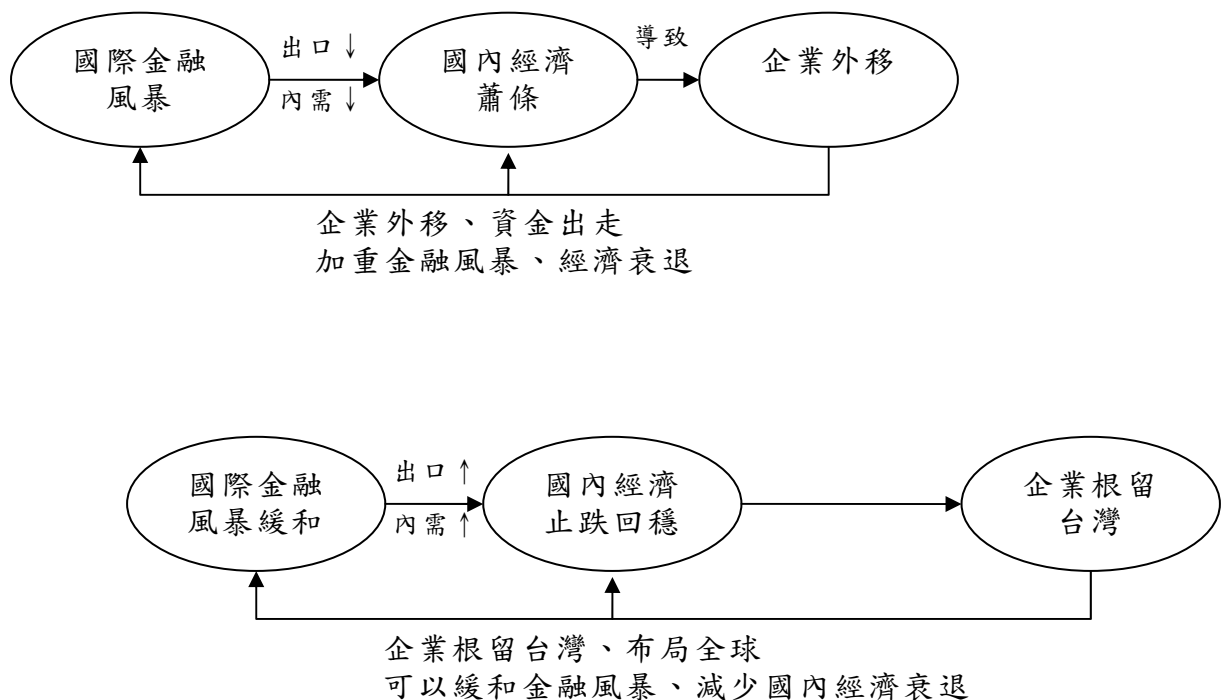 國際金融
風暴
出口↓
內需↓
國內經濟
蕭條
導致
企業外移
企業外移、資金出走
加重金融風暴、經濟衰退
國際金融
風暴緩和
出口↑
內需↑
國內經濟
止跌回穩
企業根留
台灣
企業根留台灣、布局全球
可以緩和金融風暴、減少國內經濟衰退